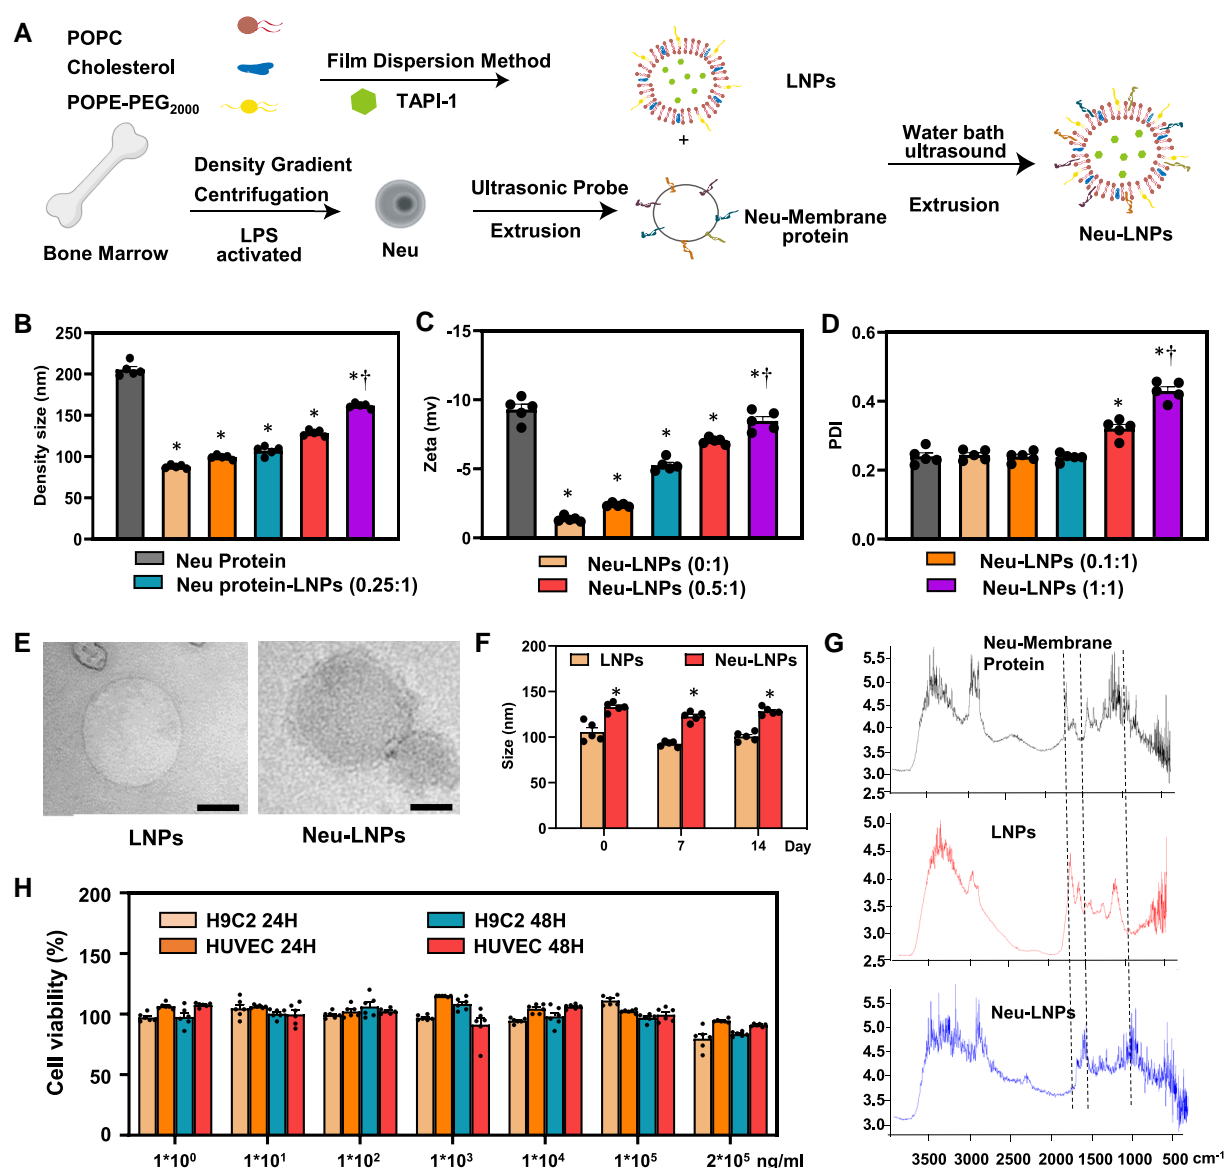 A
POPC
Cholesterol
POPE-PEG2000
Film Dispersion Method
TAPI-1
LNPs
+
Bone Marrow
Density Gradient
Centrifugation
LPS
activated
Neu
Ultrasonic Probe
Extrusion
Neu-Membrane
protein
Water bath
ultrasound
Extrusion
Neu-LNPs
B
Density size (nm)
250
200
150
100
50
0
* * * * *†
C
Zeta (mv)
-15
-10
-5
0
* * * * *†
D
PDI
0.6
0.4
0.2
0.0
* *†
Neu Protein
Neu protein-LNPs (0.25:1)
Neu-LNPs (0:1)
Neu-LNPs (0.5:1)
Neu-LNPs (0.1:1)
Neu-LNPs (1:1)
E
LNPs
Neu-LNPs
F
Size (nm)
200
150
100
50
0
LNPs
Neu-LNPs
* * *
0 7 14 Day
G
Neu-Membrane
Protein
5.5
5.0
4.5
4.0
3.5
3.0
2.5
LNPs
5.0
4.5
4.0
3.5
3.0
2.5
Neu-LNPs
5.5
5.0
4.5
4.0
3.5
3.0
3500 3000 2500 2000 1500 1000 500 cm-1
H
Cell viability (%)
200
150
100
50
0
H9C2 24H
HUVEC 24H
H9C2 48H
HUVEC 48H
1*10⁰ 1*10¹ 1*10² 1*10³ 1*10⁴ 1*10⁵ 2*10⁵ ng/ml